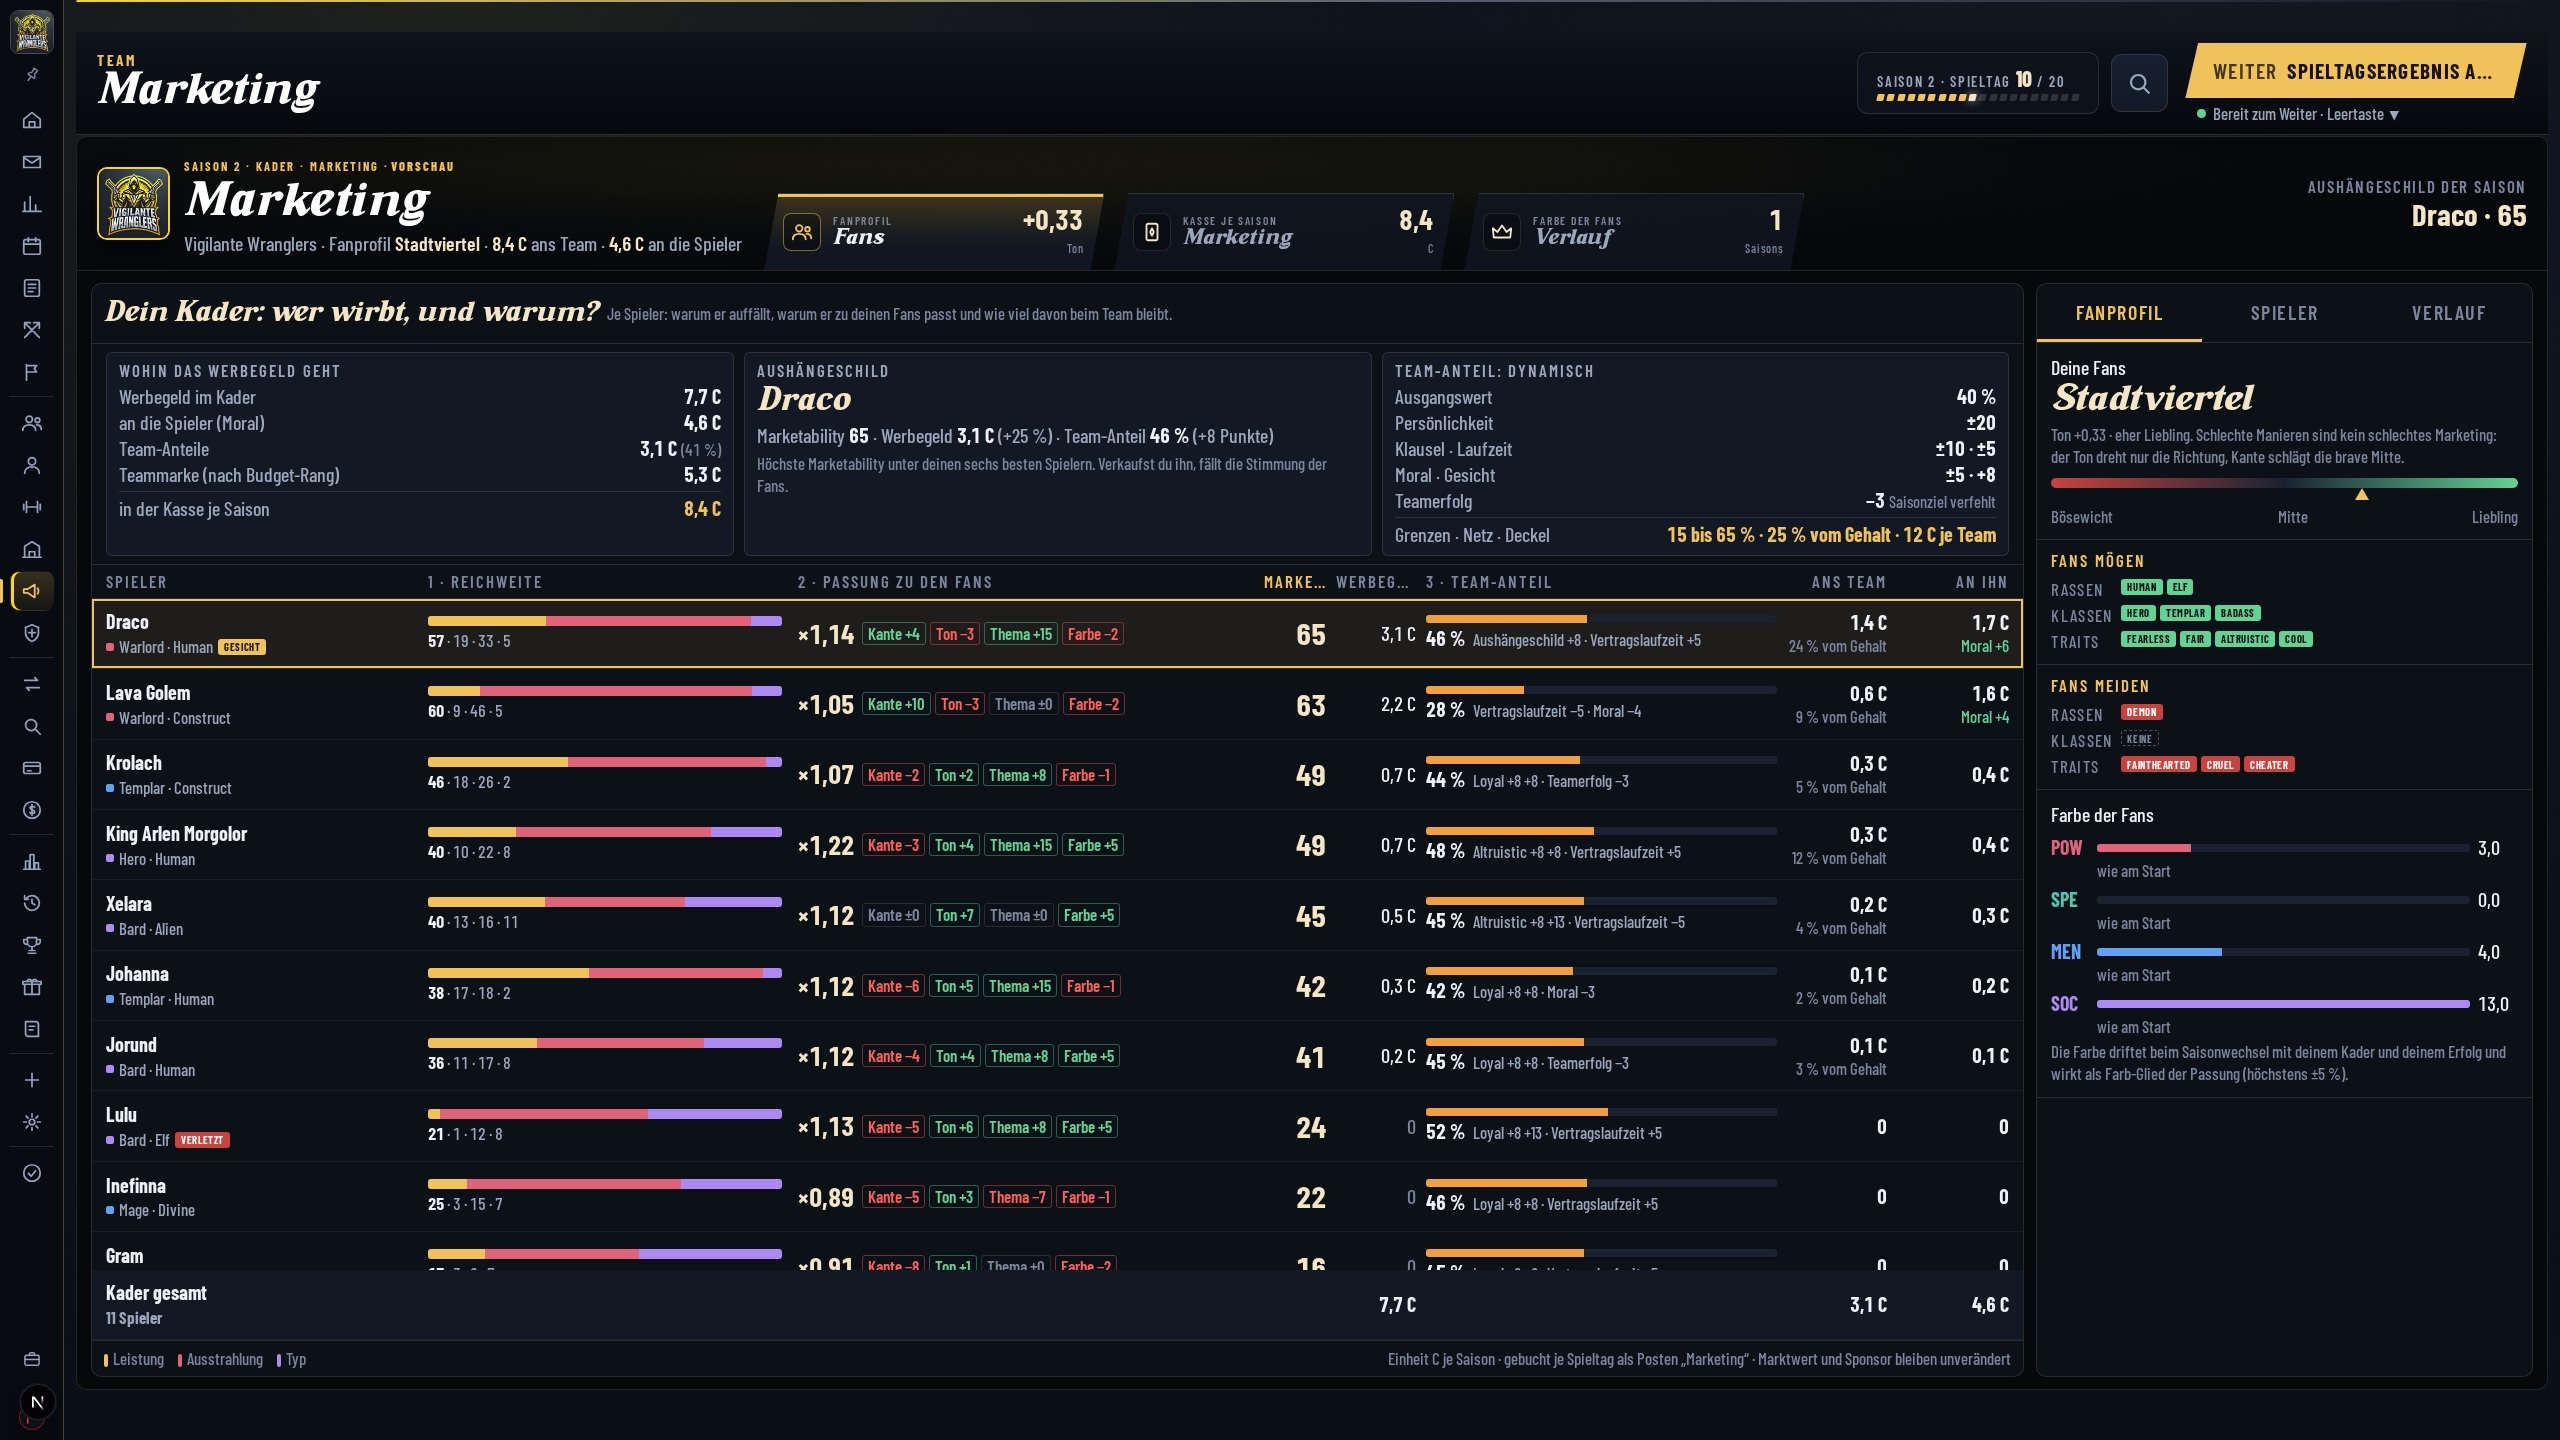 TEAM
Marketing
SAISON 2 · SPIELTAG 10 / 20
WEITER SPIELTAGSERGEBNIS A...
Bereit zum Weiter · Leertaste ▼
SAISON 2 · KADER · MARKETING · VORSCHAU
Marketing
Vigilante Wranglers · Fanprofil Stadtviertel · 8,4 C ans Team · 4,6 C an die Spieler
VIGILANTE
WRANGLERS
FANPROFIL
Fans
+0,33
Ton
KASSE JE SAISON
Marketing
8,4
C
FARBE DER FANS
Verlauf
1
Saisons
AUSHÄNGESCHILD DER SAISON
Draco · 65
Dein Kader: wer wirbt, und warum? Je Spieler: warum er auffällt, warum er zu deinen Fans passt und wie viel davon beim Team bleibt.
WOHIN DAS WERBEGELD GEHT
Werbegeld im Kader 7,7 C
an die Spieler (Moral) 4,6 C
Team-Anteile 3,1 C (41 %)
Teammarke (nach Budget-Rang) 5,3 C
in der Kasse je Saison 8,4 C
AUSHÄNGESCHILD
Draco
Marketability 65 · Werbegeld 3,1 C (+25 %) · Team-Anteil 46 % (+8 Punkte)
Höchste Marketability unter deinen sechs besten Spielern. Verkaufst du ihn, fällt die Stimmung der
Fans.
TEAM-ANTEIL: DYNAMISCH
Ausgangswert 40 %
Persönlichkeit ±20
Klausel · Laufzeit ±10 · ±5
Moral · Gesicht ±5 · +8
Teamerfolg −3 Saisonziel verfehlt
Grenzen · Netz · Deckel 15 bis 65 % · 25 % vom Gehalt · 12 C je Team
SPIELER 1 · REICHWEITE 2 · PASSUNG ZU DEN FANS MARKE... WERBEG... 3 · TEAM-ANTEIL ANS TEAM AN IHN
Draco
Warlord · Human GESICHT
57 · 19 · 33 · 5
×1,14 Kante +4 Ton −3 Thema +15 Farbe −2
65
3,1 C
46 % Aushängeschild +8 · Vertragslaufzeit +5
1,4 C
24 % vom Gehalt
1,7 C
Moral +6
Lava Golem
Warlord · Construct
60 · 9 · 46 · 5
×1,05 Kante +10 Ton −3 Thema ±0 Farbe −2
63
2,2 C
28 % Vertragslaufzeit −5 · Moral −4
0,6 C
9 % vom Gehalt
1,6 C
Moral +4
Krolach
Templar · Construct
46 · 18 · 26 · 2
×1,07 Kante −2 Ton +2 Thema +8 Farbe −1
49
0,7 C
44 % Loyal +8 +8 · Teamerfolg −3
0,3 C
5 % vom Gehalt
0,4 C
King Arlen Morgolor
Hero · Human
40 · 10 · 22 · 8
×1,22 Kante −3 Ton +4 Thema +15 Farbe +5
49
0,7 C
48 % Altruistic +8 +8 · Vertragslaufzeit +5
0,3 C
12 % vom Gehalt
0,4 C
Xelara
Bard · Alien
40 · 13 · 16 · 11
×1,12 Kante ±0 Ton +7 Thema ±0 Farbe +5
45
0,5 C
45 % Altruistic +8 +13 · Vertragslaufzeit −5
0,2 C
4 % vom Gehalt
0,3 C
Johanna
Templar · Human
38 · 17 · 18 · 2
×1,12 Kante −6 Ton +5 Thema +15 Farbe −1
42
0,3 C
42 % Loyal +8 +8 · Moral −3
0,1 C
2 % vom Gehalt
0,2 C
Jorund
Bard · Human
36 · 11 · 17 · 8
×1,12 Kante −4 Ton +4 Thema +8 Farbe +5
41
0,2 C
45 % Loyal +8 +8 · Teamerfolg −3
0,1 C
3 % vom Gehalt
0,1 C
Lulu
Bard · Elf VERLETZT
21 · 1 · 12 · 8
×1,13 Kante −5 Ton +6 Thema +8 Farbe +5
24
0
52 % Loyal +8 +13 · Vertragslaufzeit +5
0
0
Inefinna
Mage · Divine
25 · 3 · 15 · 7
×0,89 Kante −5 Ton +3 Thema −7 Farbe −1
22
0
46 % Loyal +8 +8 · Vertragslaufzeit +5
0
0
Gram
×0,91 Kante −8 Ton +1 Thema ±0 Farbe −2
16
0
0
0
Kader gesamt
11 Spieler
7,7 C
3,1 C
4,6 C
Leistung Ausstrahlung Typ
Einheit C je Saison · gebucht je Spieltag als Posten „Marketing“ · Marktwert und Sponsor bleiben unverändert
FANPROFIL SPIELER VERLAUF
Deine Fans
Stadtviertel
Ton +0,33 · eher Liebling. Schlechte Manieren sind kein schlechtes Marketing:
der Ton dreht nur die Richtung, Kante schlägt die brave Mitte.
Bösewicht Mitte Liebling
FANS MÖGEN
RASSEN HUMAN ELF
KLASSEN HERO TEMPLAR BADASS
TRAITS FEARLESS FAIR ALTRUISTIC COOL
FANS MEIDEN
RASSEN DEMON
KLASSEN KEINE
TRAITS FAINTHEARTED CRUEL CHEATER
Farbe der Fans
POW 3,0
wie am Start
SPE 0,0
wie am Start
MEN 4,0
wie am Start
SOC 13,0
wie am Start
Die Farbe driftet beim Saisonwechsel mit deinem Kader und deinem Erfolg und
wirkt als Farb-Glied der Passung (höchstens ±5 %).
N